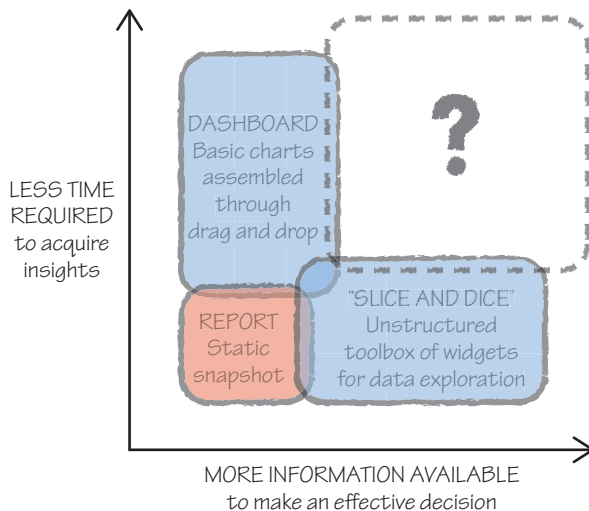 ?
DASHBOARD
Basic charts
assembled
through
drag and drop
LESS TIME
REQUIRED
to acquire
insights
"SLICE AND DICE"
Unstructured
toolbox of widgets
for data exploration
REPORT
Static
snapshot
MORE INFORMATION AVAILABLE
to make an effective decision